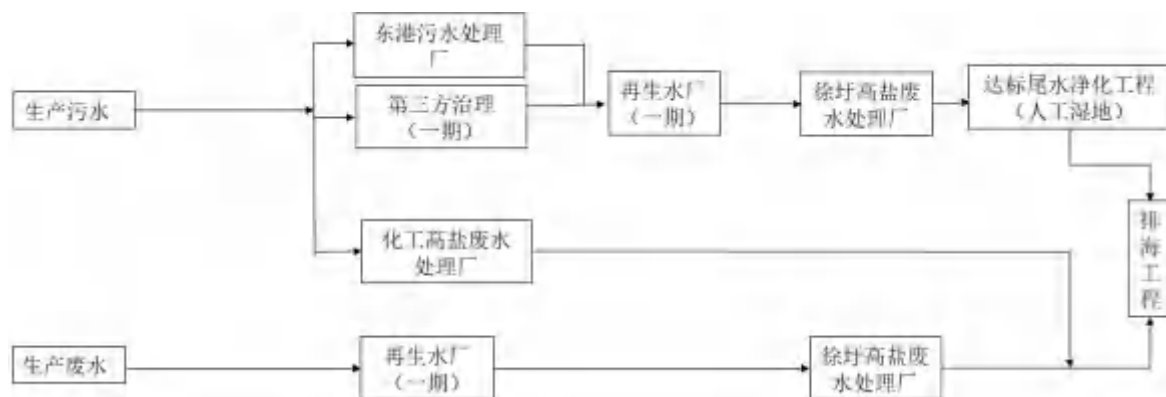 东港污水处理
厂
生产污水
第三方治理
（一期）
再生水厂
（一期）
徐圩高盐废
水处理厂
达标尾水净化工程
（人工湿地）
化工高盐废水
处理厂
排海工程
生产废水
再生水厂
（一期）
徐圩高盐废
水处理厂